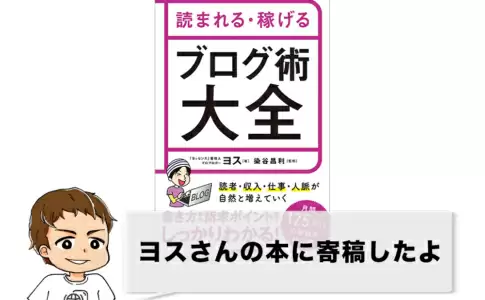 読まれる・稼げる
ブログ術
大全
ヨス
染谷昌利
BLOG
読者・収入・仕事・人脈が
自然と増えていく
しっかりわかる!
ヨスさんの本に寄稿したよ